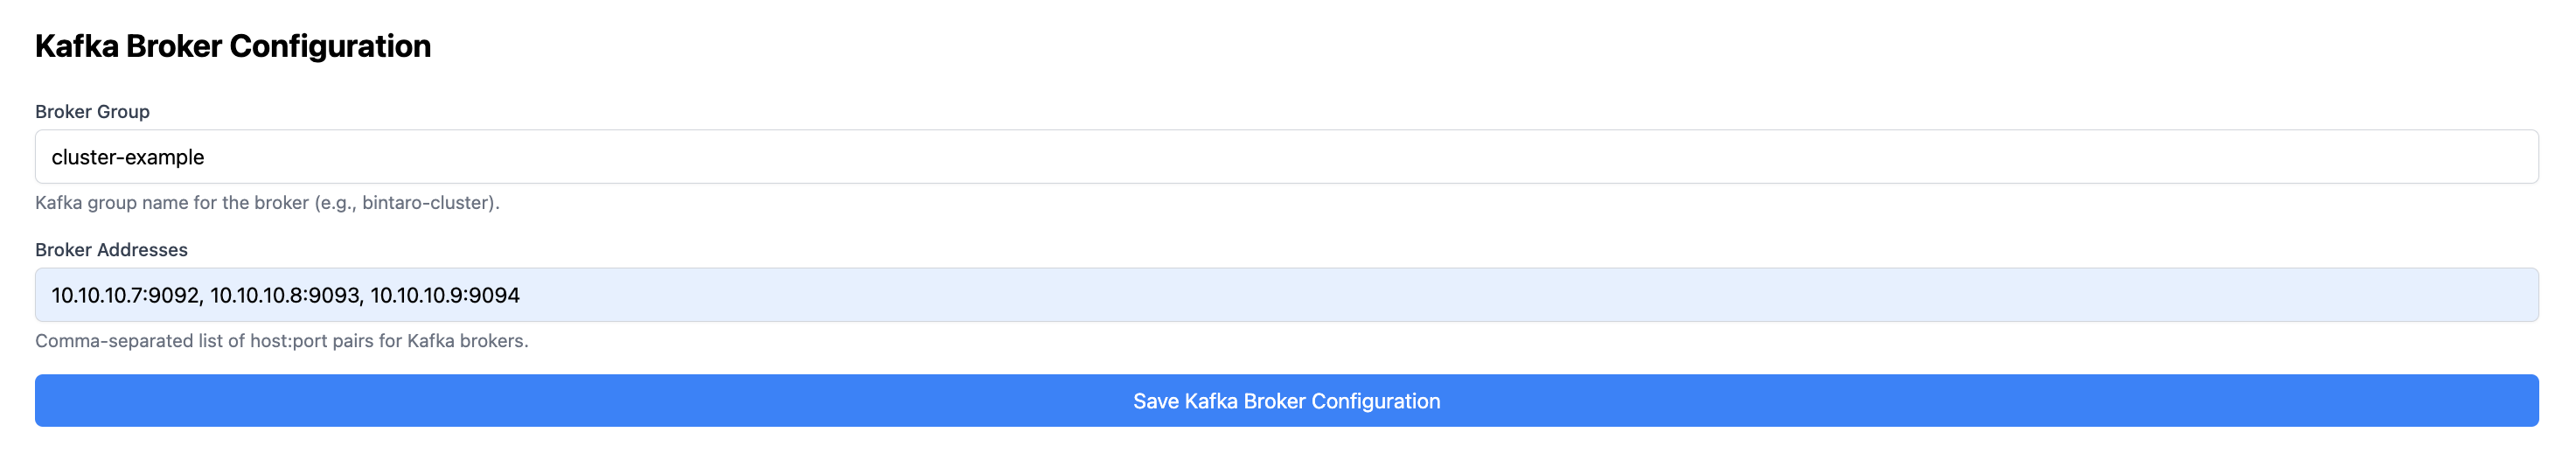 Kafka Broker Configuration
Broker Group
cluster-example
Kafka group name for the broker (e.g., bintaro-cluster).
Broker Addresses
10.10.10.7:9092, 10.10.10.8:9093, 10.10.10.9:9094
Comma-separated list of host:port pairs for Kafka brokers.
Save Kafka Broker Configuration